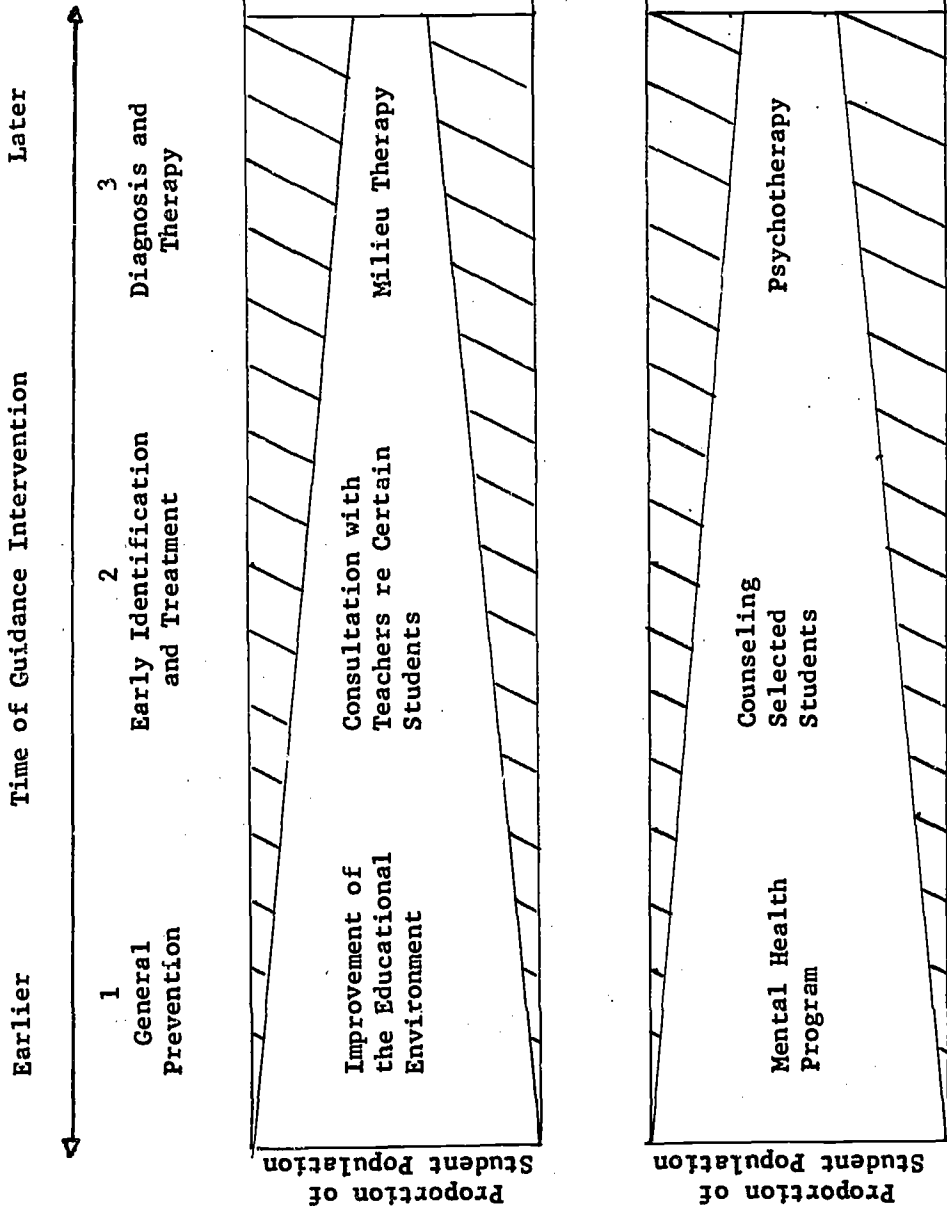 Time of Guidance Intervention
Earlier
Later
1
General
Prevention
2
Early Identification
and Treatment
3
Diagnosis and
Therapy
Proportion of
Student Population
Improvement of
the Educational
Environment
Consultation with
Teachers re Certain
Students
Milieu Therapy
Proportion of
Student Population
Mental Health
Program
Counseling
Selected
Students
Psychotherapy